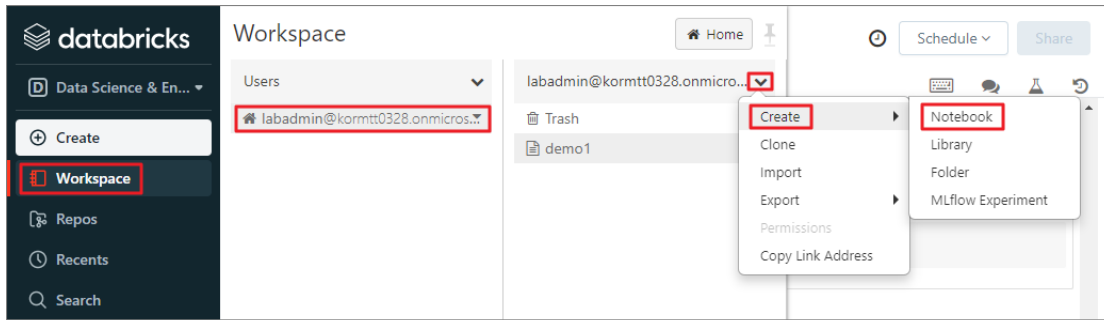 databricks
D Data Science & En...
Create
Workspace
Repos
Recents
Search
Workspace
Home
Users
labadmin@kormtt0328.onmicros...
labadmin@kormtt0328.onmicro...
Trash
demo1
Create
Clone
Import
Export
Permissions
Copy Link Address
Notebook
Library
Folder
MLflow Experiment
Schedule
Share